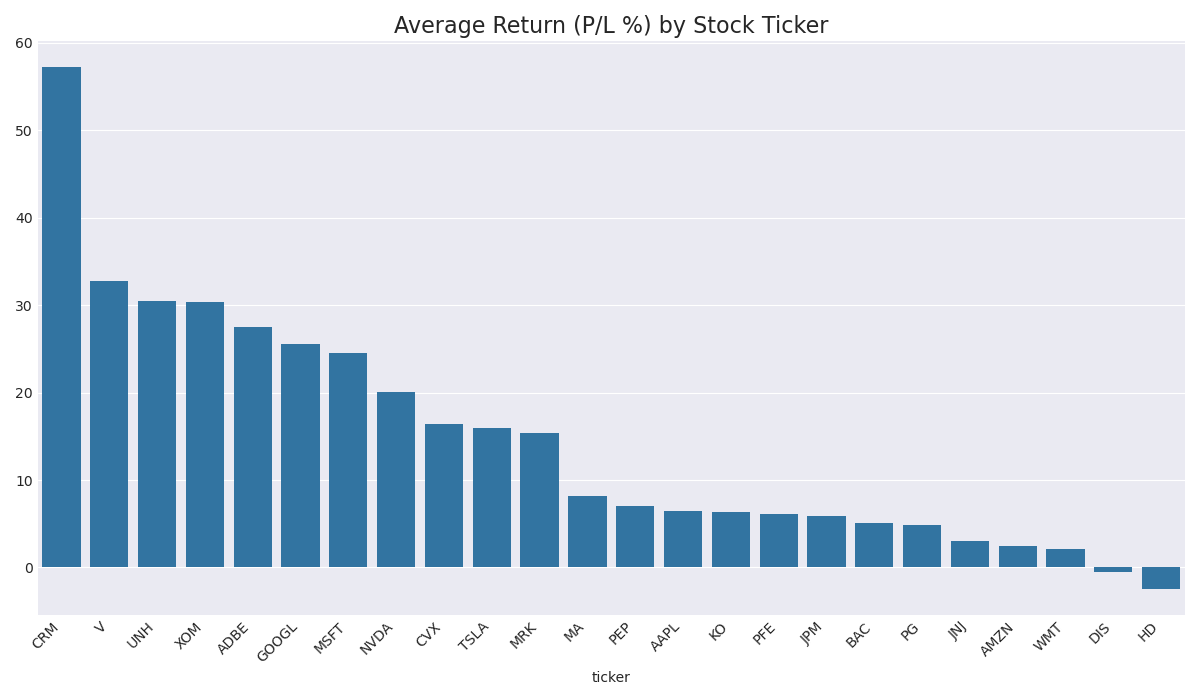 Average Return (P/L %) by Stock Ticker
60
50
40
30
20
10
0
CRM
V
UNH
XOM
ADBE
GOOGL
MSFT
NVDA
CVX
TSLA
MRK
MA
PEP
AAPL
KO
PFE
JPM
BAC
PG
JNJ
AMZN
WMT
DIS
HD
ticker